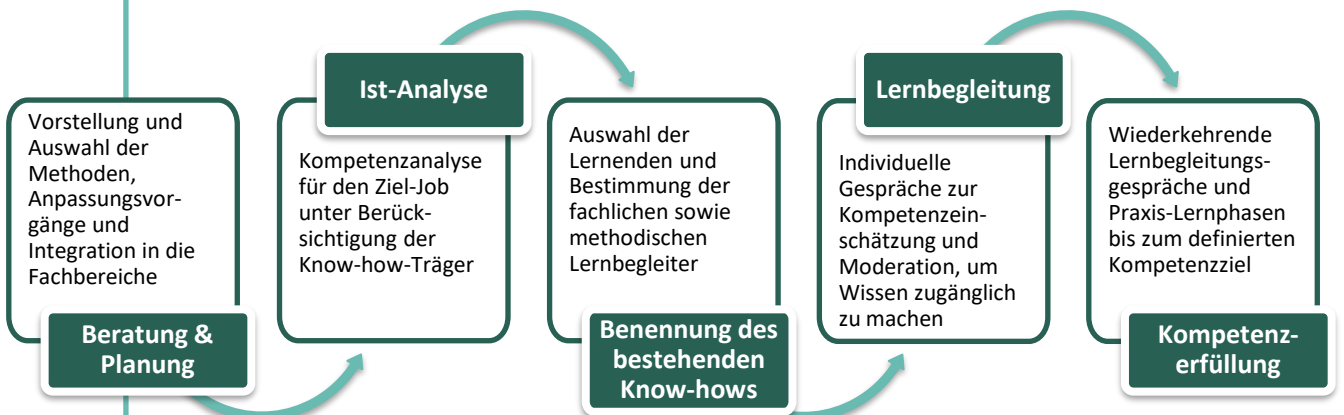 Vorstellung und
Auswahl der
Methoden,
Anpassungsvor-
gänge und
Integration in die
Fachbereiche
Beratung &
Planung
Ist-Analyse
Kompetenzanalyse
für den Ziel-Job
unter Berück-
sichtigung der
Know-how-Träger
Auswahl der
Lernenden und
Bestimmung der
fachlichen sowie
methodischen
Lernbegleiter
Benennung des
bestehenden
Know-hows
Lernbegleitung
Individuelle
Gespräche zur
Kompetenzein-
schätzung und
Moderation, um
Wissen zugänglich
zu machen
Wiederkehrende
Lernbegleitungs-
gespräche und
Praxis-Lernphasen
bis zum definierten
Kompetenzziel
Kompetenz-
erfüllung